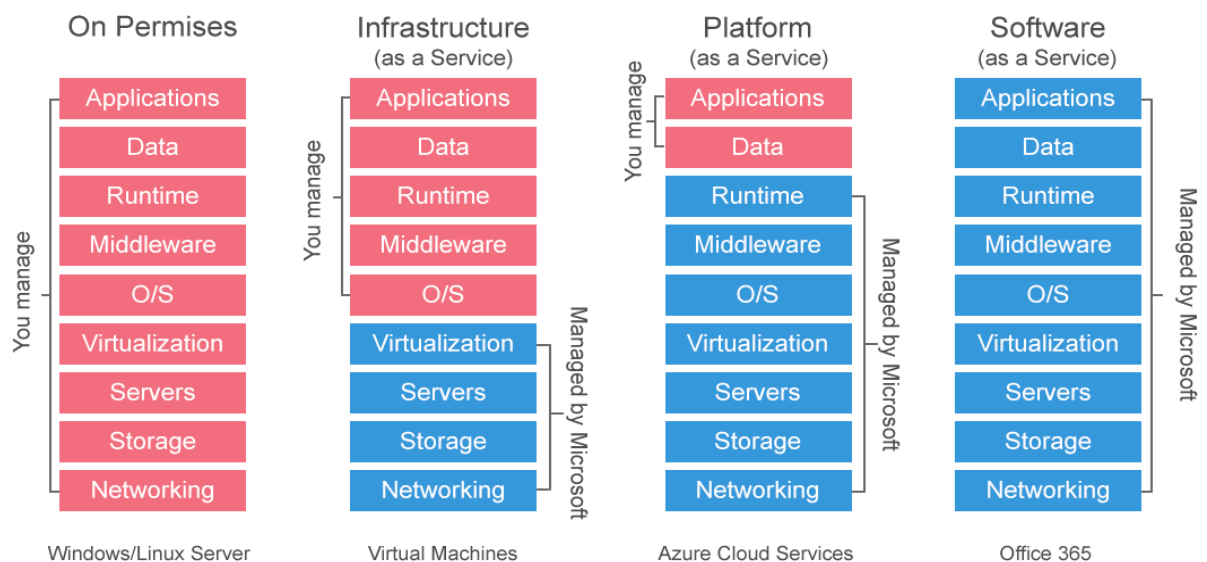 On Permises
You manage
Applications
Data
Runtime
Middleware
O/S
Virtualization
Servers
Storage
Networking
Windows/Linux Server
Infrastructure
(as a Service)
You manage
Applications
Data
Runtime
Middleware
O/S
Virtualization
Servers
Storage
Networking
Managed by Microsoft
Virtual Machines
Platform
(as a Service)
You manage
Applications
Data
Runtime
Middleware
O/S
Virtualization
Servers
Storage
Networking
Managed by Microsoft
Azure Cloud Services
Software
(as a Service)
Applications
Data
Runtime
Middleware
O/S
Virtualization
Servers
Storage
Networking
Managed by Microsoft
Office 365